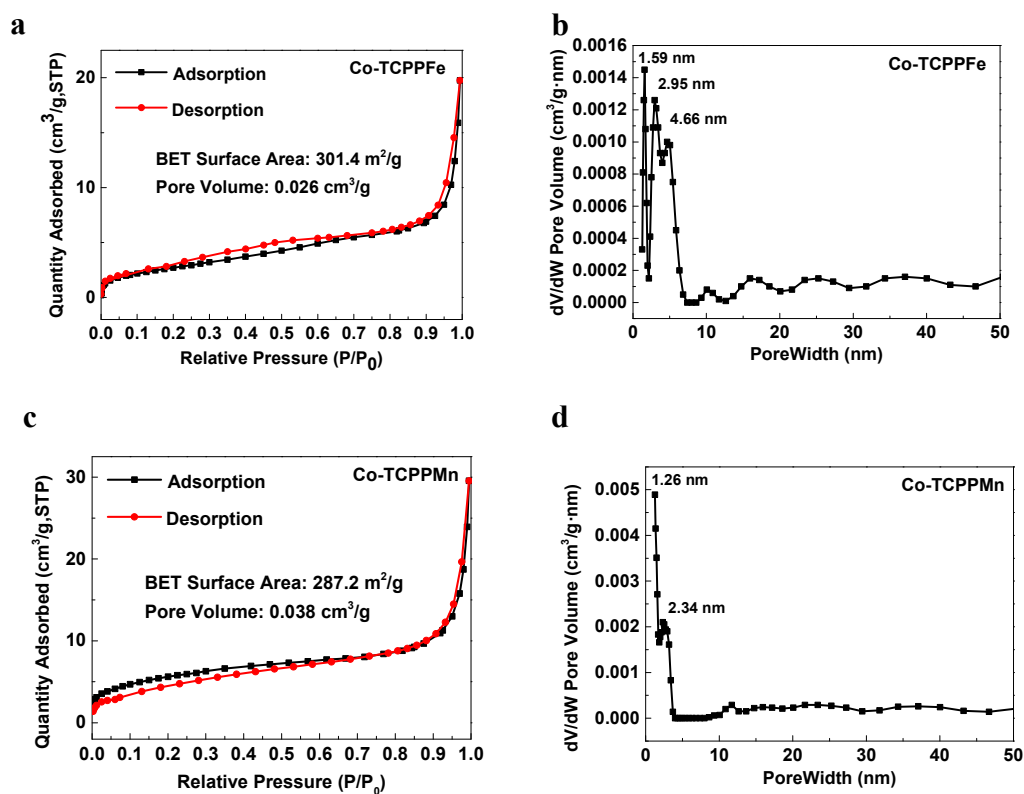 a
Co-TCPPFe
Adsorption
Desorption
BET Surface Area: 301.4 m²/g
Pore Volume: 0.026 cm³/g
Quantity Adsorbed (cm³/g,STP)
20
10
0
0.0 0.1 0.2 0.3 0.4 0.5 0.6 0.7 0.8 0.9 1.0
Relative Pressure (P/P₀)
b
Co-TCPPFe
1.59 nm
2.95 nm
4.66 nm
dV/dW Pore Volume (cm³/g·nm)
0.0016
0.0014
0.0012
0.0010
0.0008
0.0006
0.0004
0.0002
0.0000
0 10 20 30 40 50
PoreWidth (nm)
c
Co-TCPPMn
Adsorption
Desorption
BET Surface Area: 287.2 m²/g
Pore Volume: 0.038 cm³/g
Quantity Adsorbed (cm³/g,STP)
30
20
10
0
0.0 0.1 0.2 0.3 0.4 0.5 0.6 0.7 0.8 0.9 1.0
Relative Pressure (P/P₀)
d
Co-TCPPMn
1.26 nm
2.34 nm
dV/dW Pore Volume (cm³/g·nm)
0.005
0.004
0.003
0.002
0.001
0.000
0 10 20 30 40 50
PoreWidth (nm)